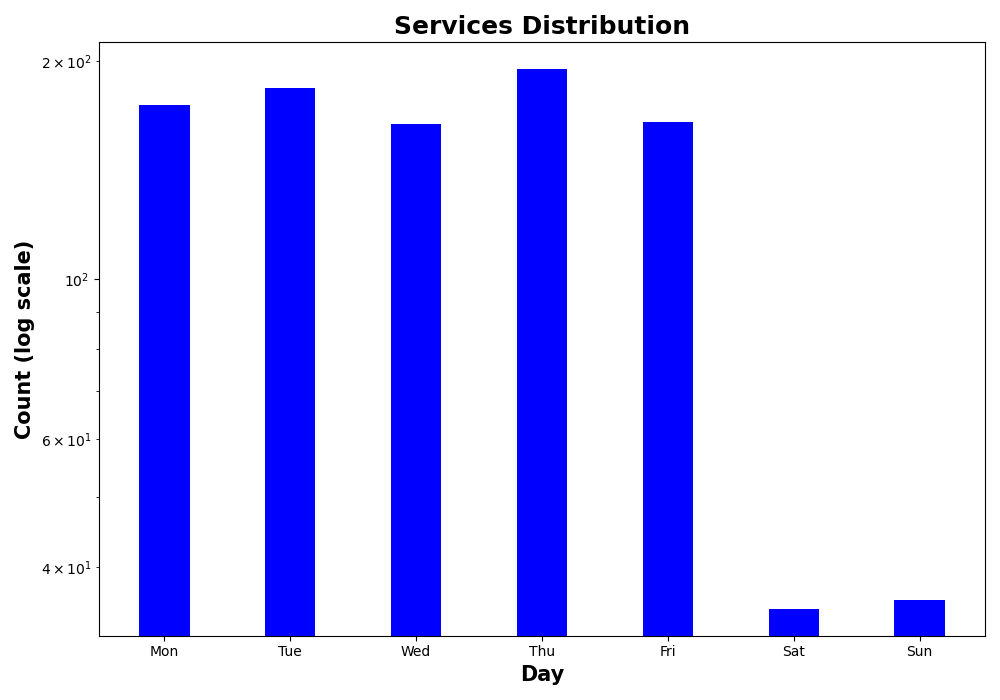 Services Distribution
2 × 10²
10²
6 × 10¹
4 × 10¹
Count (log scale)
Mon Tue Wed Thu Fri Sat Sun
Day